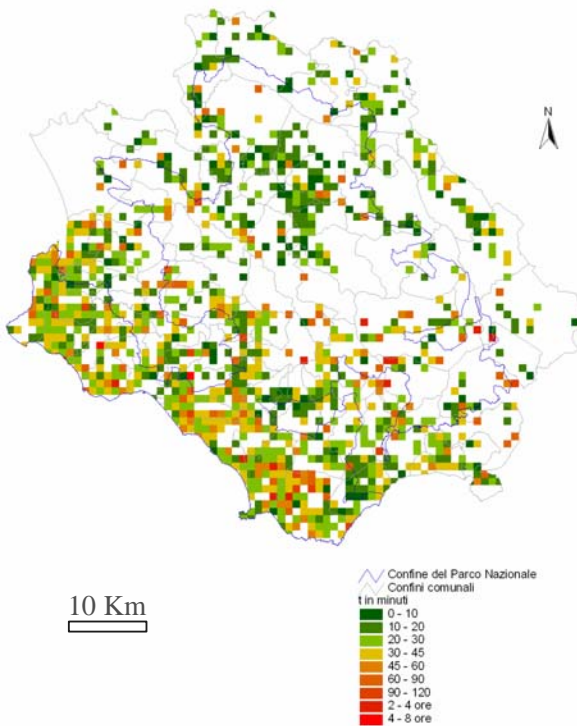 N
10 Km
Confine del Parco Nazionale
Confini comunali
t in minuti
0 - 10
10 - 20
20 - 30
30 - 45
45 - 60
60 - 90
90 - 120
2 - 4 ore
4 - 8 ore